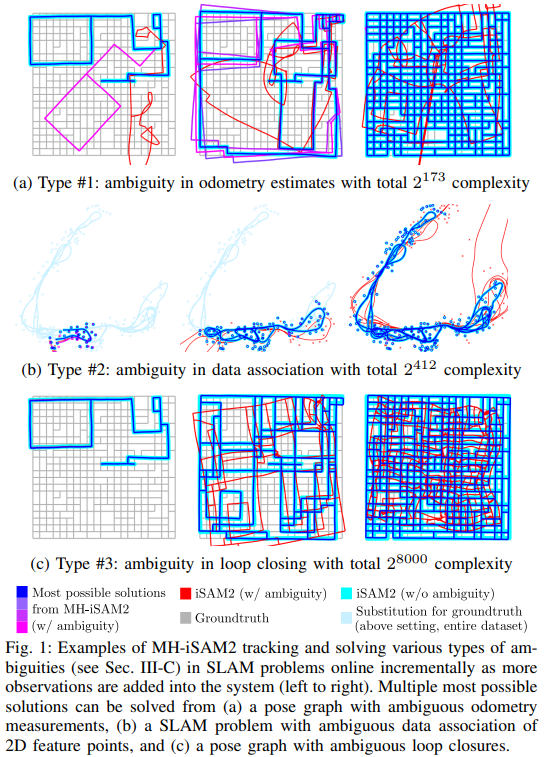 (a) Type #1: ambiguity in odometry estimates with total 2^173 complexity
(b) Type #2: ambiguity in data association with total 2^412 complexity
(c) Type #3: ambiguity in loop closing with total 2^8000 complexity
Most possible solutions
from MH-iSAM2
(w/ ambiguity)
iSAM2 (w/ ambiguity)
Groundtruth
iSAM2 (w/o ambiguity)
Substitution for groundtruth
(above setting, entire dataset)
Fig. 1: Examples of MH-iSAM2 tracking and solving various types of am-
biguities (see Sec. III-C) in SLAM problems online incrementally as more
observations are added into the system (left to right). Multiple most possible
solutions can be solved from (a) a pose graph with ambiguous odometry
measurements, (b) a SLAM problem with ambiguous data association of
2D feature points, and (c) a pose graph with ambiguous loop closures.